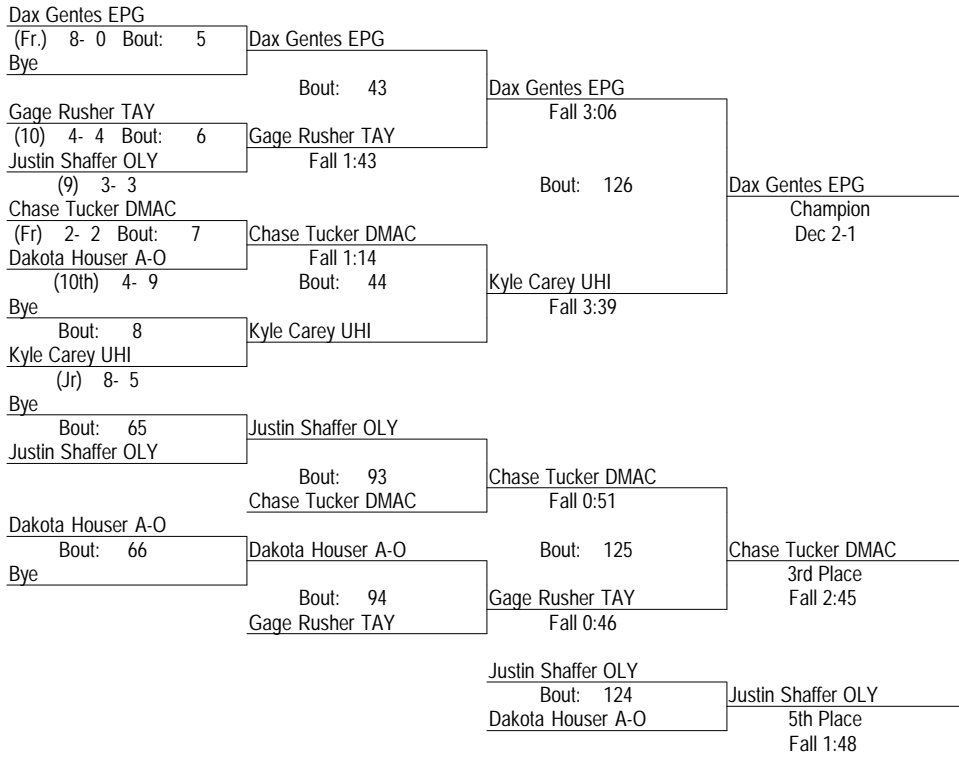 Dax Gentes EPG
(Fr.) 8- 0 Bout: 5 Dax Gentes EPG
Bye
Bout: 43 Dax Gentes EPG
Gage Rusher TAY Fall 3:06
(10) 4- 4 Bout: 6 Gage Rusher TAY
Justin Shaffer OLY Fall 1:43
(9) 3- 3 Bout: 126 Dax Gentes EPG
Chase Tucker DMAC Champion
(Fr) 2- 2 Bout: 7 Chase Tucker DMAC Dec 2-1
Dakota Houser A-O Fall 1:14
(10th) 4- 9 Bout: 44 Kyle Carey UHI
Bye Fall 3:39
Bout: 8 Kyle Carey UHI
Kyle Carey UHI
(Jr) 8- 5
Bye
Bout: 65 Justin Shaffer OLY
Justin Shaffer OLY
Bout: 93 Chase Tucker DMAC
Chase Tucker DMAC Fall 0:51
Dakota Houser A-O
Bout: 66 Dakota Houser A-O Bout: 125 Chase Tucker DMAC
Bye 3rd Place
Bout: 94 Gage Rusher TAY Fall 2:45
Gage Rusher TAY Fall 0:46
Justin Shaffer OLY
Bout: 124 Justin Shaffer OLY
Dakota Houser A-O 5th Place
Fall 1:48